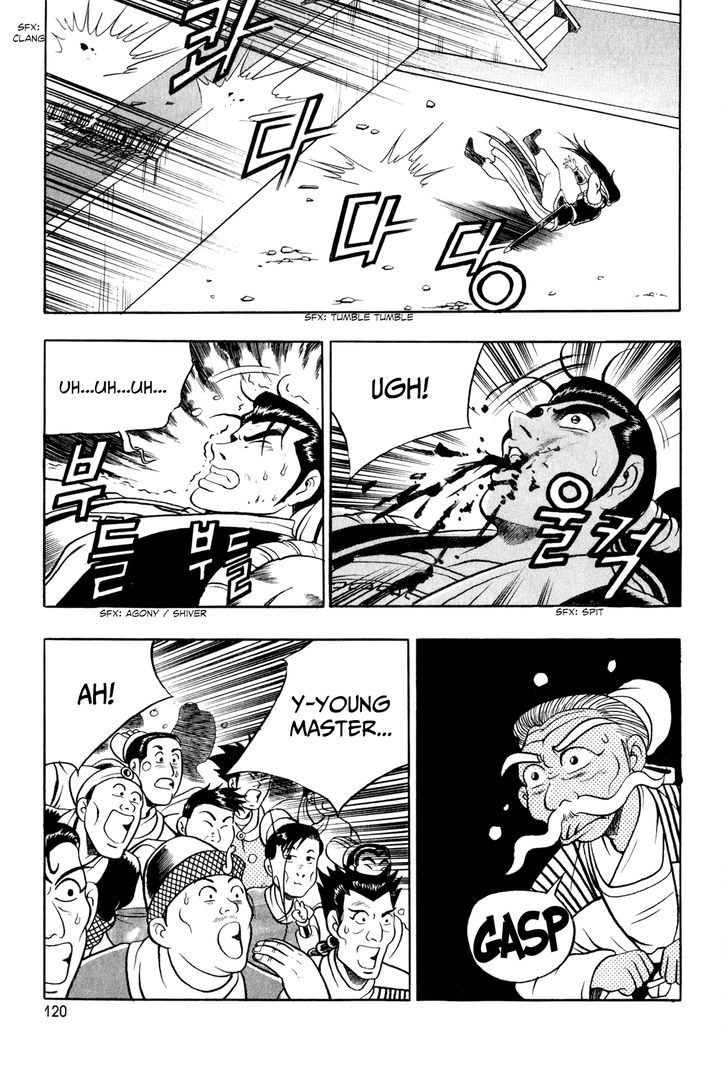 SFX:
CLANG
콰
다
다
당
SFX: TUMBLE TUMBLE
UH...UH...UH...
부들
부들
SFX: AGONY / SHIVER
UGH!
울컥
SFX: SPIT
AH!
Y-YOUNG
MASTER...
GASP
120